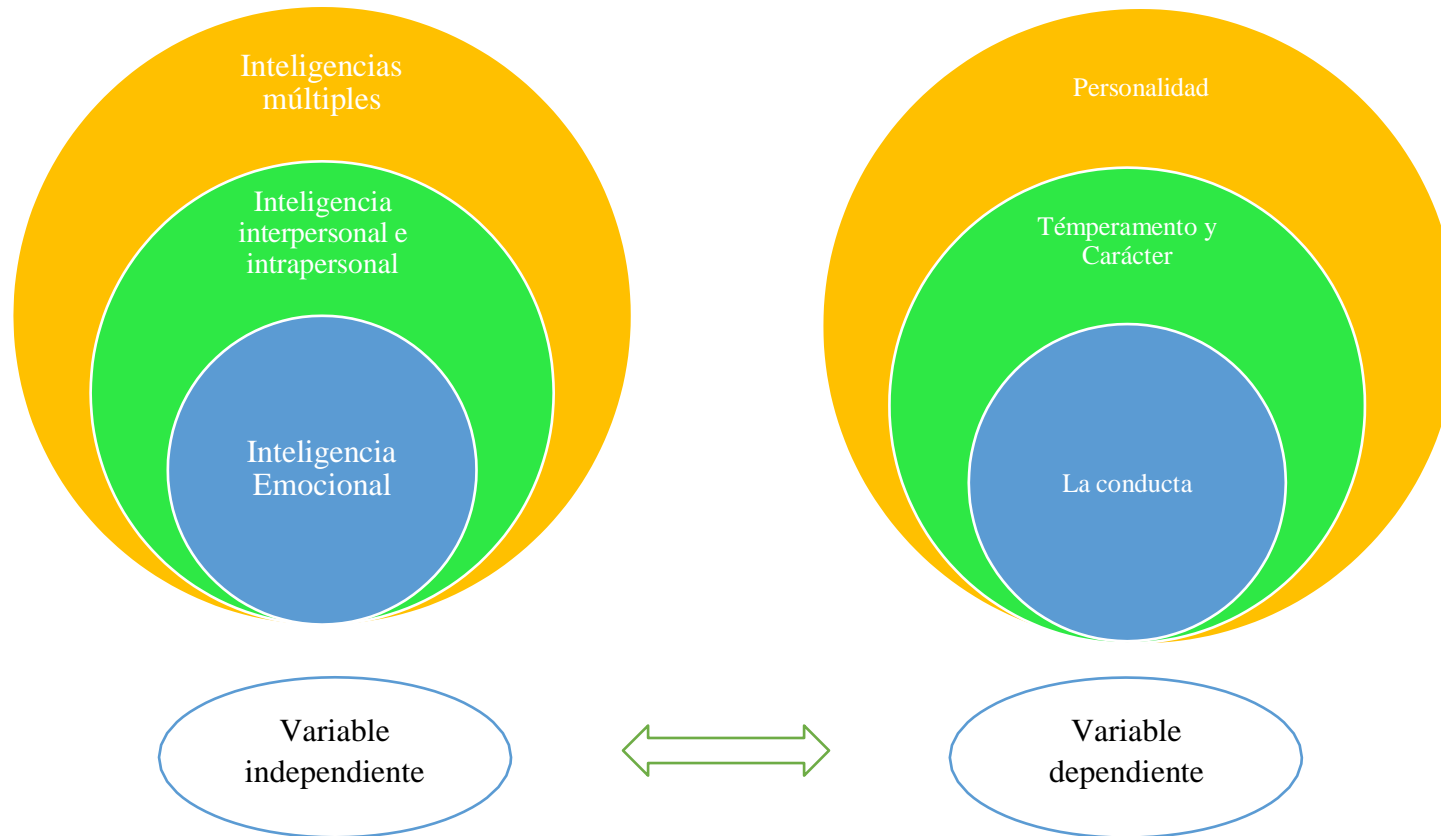 Inteligencias
múltiples
Inteligencia
interpersonal e
intrapersonal
Inteligencia
Emocional
Personalidad
Témperamento y
Carácter
La conducta
Variable
independiente
Variable
dependiente